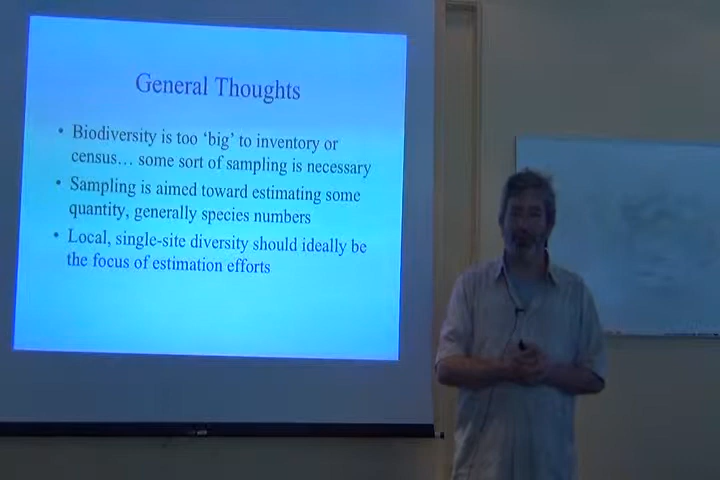 General Thoughts
• Biodiversity is too ‘big’ to inventory or
census… some sort of sampling is necessary
• Sampling is aimed toward estimating some
quantity, generally species numbers
• Local, single-site diversity should ideally be
the focus of estimation efforts